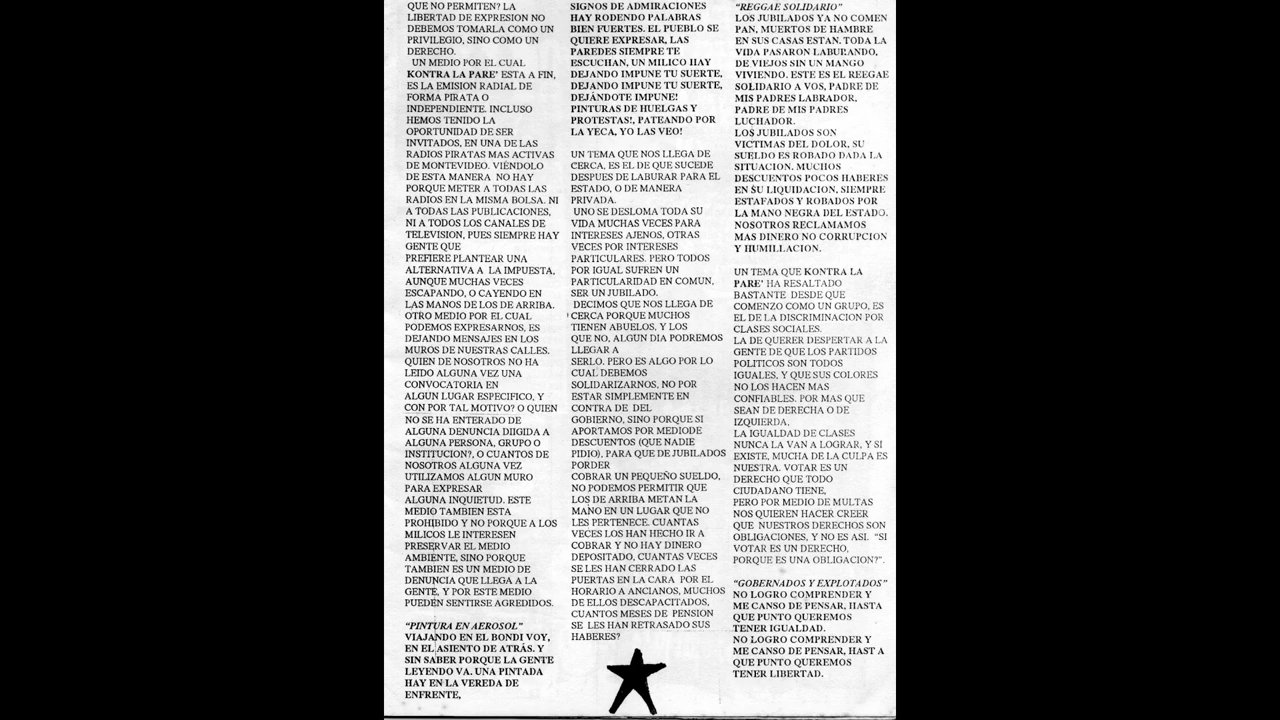 QUE NO PERMITEN? LA
LIBERTAD DE EXPRESION NO
DEBEMOS TOMARLA COMO UN
PRIVILEGIO, SINO COMO UN
DERECHO.
UN MEDIO POR EL CUAL
KONTRA LA PARE' ESTA A FIN,
ES LA EMISION RADIAL DE
FORMA PIRATA O
INDEPENDIENTE. INCLUSO
HEMOS TENIDO LA
OPORTUNIDAD DE SER
INVITADOS, EN UNA DE LAS
RADIOS PIRATAS MAS ACTIVAS
DE MONTEVIDEO. VIÉNDOLO
DE ESTA MANERA NO HAY
PORQUE METER A TODAS LAS
RADIOS EN LA MISMA BOLSA. NI
A TODAS LAS PUBLICACIONES,
NI A TODOS LOS CANALES DE
TELEVISION, PUES SIEMPRE HAY
GENTE QUE
PREFIERE PLANTEAR UNA
ALTERNATIVA A LA IMPUESTA,
AUNQUE MUCHAS VECES
ESCAPANDO, O CAYENDO EN
LAS MANOS DE LOS DE ARRIBA.
OTRO MEDIO POR EL CUAL
PODEMOS EXPRESARNOS, ES
DEJANDO MENSAJES EN LOS
MUROS DE NUESTRAS CALLES.
QUIEN DE NOSOTROS NO HA
LEIDO ALGUNA VEZ UNA
CONVOCATORIA EN
ALGUN LUGAR ESPECIFICO, Y
CON POR TAL MOTIVO? O QUIEN
NO SE HA ENTERADO DE
ALGUNA DENUNCIA DIIGIDA A
ALGUNA PERSONA, GRUPO O
INSTITUCION?, O CUANTOS DE
NOSOTROS ALGUNA VEZ
UTILIZAMOS ALGUN MURO
PARA EXPRESAR
ALGUNA INQUIETUD. ESTE
MEDIO TAMBIEN ESTA
PROHIBIDO Y NO PORQUE A LOS
MILICOS LE INTERESEN
PRESERVAR EL MEDIO
AMBIENTE, SINO PORQUE
TAMBIEN ES UN MEDIO DE
DENUNCIA QUE LLEGA A LA
GENTE, Y POR ESTE MEDIO
PUEDEN SENTIRSE AGREDIDOS.

"PINTURA EN AEROSOL"
VIAJANDO EN EL BONDI VOY,
EN EL ASIENTO DE ATRÁS. Y
SIN SABER PORQUE LA GENTE
LEYENDO VA. UNA PINTADA
HAY EN LA VEREDA DE
ENFRENTE,
SIGNOS DE ADMIRACIONES
HAY RODENDO PALABRAS
BIEN FUERTES. EL PUEBLO SE
QUIERE EXPRESAR, LAS
PAREDES SIEMPRE TE
ESCUCHAN, UN MILICO HAY
DEJANDO IMPUNE TU SUERTE,
DEJANDO IMPUNE TU SUERTE,
DEJÁNDOTE IMPUNE!
PINTURAS DE HUELGAS Y
PROTESTAS!, PATEANDO POR
LA YECA, YO LAS VEO!

UN TEMA QUE NOS LLEGA DE
CERCA, ES EL DE QUE SUCEDE
DESPUES DE LABURAR PARA EL
ESTADO, O DE MANERA
PRIVADA.
UNO SE DESLOMA TODA SU
VIDA MUCHAS VECES PARA
INTERESES AJENOS, OTRAS
VECES POR INTERESES
PARTICULARES. PERO TODOS
POR IGUAL SUFREN UN
PARTICULARIDAD EN COMUN,
SER UN JUBILADO.
DECIMOS QUE NOS LLEGA DE
CERCA PORQUE MUCHOS
TIENEN ABUELOS, Y LOS
QUE NO, ALGUN DIA PODREMOS
LLEGAR A
SERLO. PERO ES ALGO POR LO
CUAL DEBEMOS
SOLIDARIZARNOS, NO POR
ESTAR SIMPLEMENTE EN
CONTRA DE DEL
GOBIERNO, SINO PORQUE SI
APORTAMOS POR MEDIODE
DESCUENTOS (QUE NADIE
PIDIO), PARA QUE DE JUBILADOS
PORDER
COBRAR UN PEQUEÑO SUELDO,
NO PODEMOS PERMITIR QUE
LOS DE ARRIBA METAN LA
MANO EN UN LUGAR QUE NO
LES PERTENECE. CUANTAS
VECES LOS HAN HECHO IR A
COBRAR Y NO HAY DINERO
DEPOSITADO, CUANTAS VECES
SE LES HAN CERRADO LAS
PUERTAS EN LA CARA POR EL
HORARIO A ANCIANOS, MUCHOS
DE ELLOS DESCAPACITADOS,
CUANTOS MESES DE PENSION
SE LES HAN RETRASADO SUS
HABERES?
"REGGAE SOLIDARIO"
LOS JUBILADOS YA NO COMEN
PAN, MUERTOS DE HAMBRE
EN SUS CASAS ESTAN. TODA LA
VIDA PASARON LABURANDO,
DE VIEJOS SIN UN MANGO
VIVIENDO. ESTE ES EL REEGAE
SOLIDARIO A VOS, PADRE DE
MIS PADRES LABRADOR,
PADRE DE MIS PADRES
LUCHADOR.
LOS JUBILADOS SON
VICTIMAS DEL DOLOR, SU
SUELDO ES ROBADO DADA LA
SITUACION. MUCHOS
DESCUENTOS POCOS HABERES
EN SU LIQUIDACION, SIEMPRE
ESTAFADOS Y ROBADOS POR
LA MANO NEGRA DEL ESTADO.
NOSOTROS RECLAMAMOS
MAS DINERO NO CORRUPCION
Y HUMILLACION.

UN TEMA QUE KONTRA LA
PARE' HA RESALTADO
BASTANTE DESDE QUE
COMENZO COMO UN GRUPO, ES
EL DE LA DISCRIMINACION POR
CLASES SOCIALES.
LA DE QUERER DESPERTAR A LA
GENTE DE QUE LOS PARTIDOS
POLITICOS SON TODOS
IGUALES, Y QUE SUS COLORES
NO LOS HACEN MAS
CONFIABLES. POR MAS QUE
SEAN DE DERECHA O DE
IZQUIERDA.
LA IGUALDAD DE CLASES
NUNCA LA VAN A LOGRAR, Y SI
EXISTE, MUCHA DE LA CULPA ES
NUESTRA. VOTAR ES UN
DERECHO QUE TODO
CIUDADANO TIENE,
PERO POR MEDIO DE MULTAS
NOS QUIEREN HACER CREER
QUE NUESTROS DERECHOS SON
OBLIGACIONES, Y NO ES ASI. "SI
VOTAR ES UN DERECHO,
PORQUE ES UNA OBLIGACION?".

"GOBERNADOS Y EXPLOTADOS"
NO LOGRO COMPRENDER Y
ME CANSO DE PENSAR, HASTA
QUE PUNTO QUEREMOS
TENER IGUALDAD.
NO LOGRO COMPRENDER Y
ME CANSO DE PENSAR, HAST A
QUE PUNTO QUEREMOS
TENER LIBERTAD.